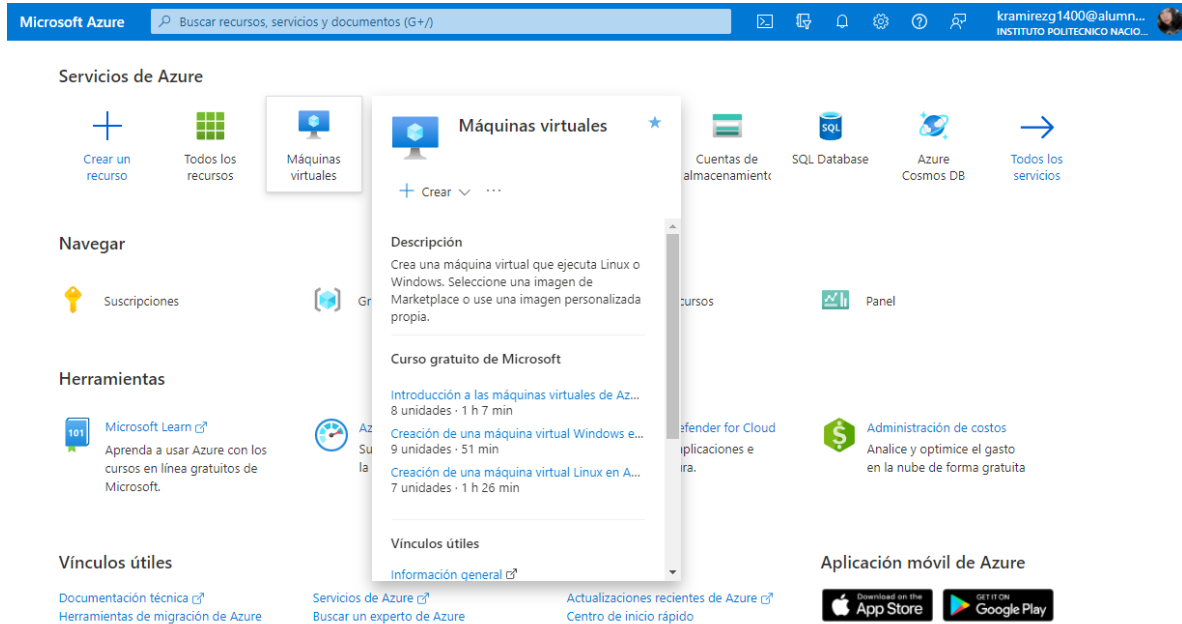 Microsoft Azure
Buscar recursos, servicios y documentos (G+/)
kramirezg1400@alumn...
INSTITUTO POLITECNICO NACIO...
Servicios de Azure
Crear un
recurso
Todos los
recursos
Máquinas
virtuales
Máquinas virtuales
Crear
...
Cuentas de
almacenamiento
SQL
SQL Database
Azure
Cosmos DB
Todos los
servicios
Descripción
Crea una máquina virtual que ejecuta Linux o
Windows. Seleccione una imagen de
Marketplace o use una imagen personalizada
propia.
Curso gratuito de Microsoft
Introducción a las máquinas virtuales de Az...
8 unidades · 1 h 7 min
Creación de una máquina virtual Windows e...
9 unidades · 51 min
Creación de una máquina virtual Linux en A...
7 unidades · 1 h 26 min
Vínculos útiles
Información general
Navegar
Suscripciones
Gr
cursos
Panel
Herramientas
101
Microsoft Learn
Aprenda a usar Azure con los
cursos en línea gratuitos de
Microsoft.
Az
Su
la
efender for Cloud
plicaciones e
ra.
Administración de costos
Analice y optimice el gasto
en la nube de forma gratuita
Vínculos útiles
Documentación técnica
Herramientas de migración de Azure
Servicios de Azure
Buscar un experto de Azure
Actualizaciones recientes de Azure
Centro de inicio rápido
Aplicación móvil de Azure
Download on the
App Store
GET IT ON
Google Play